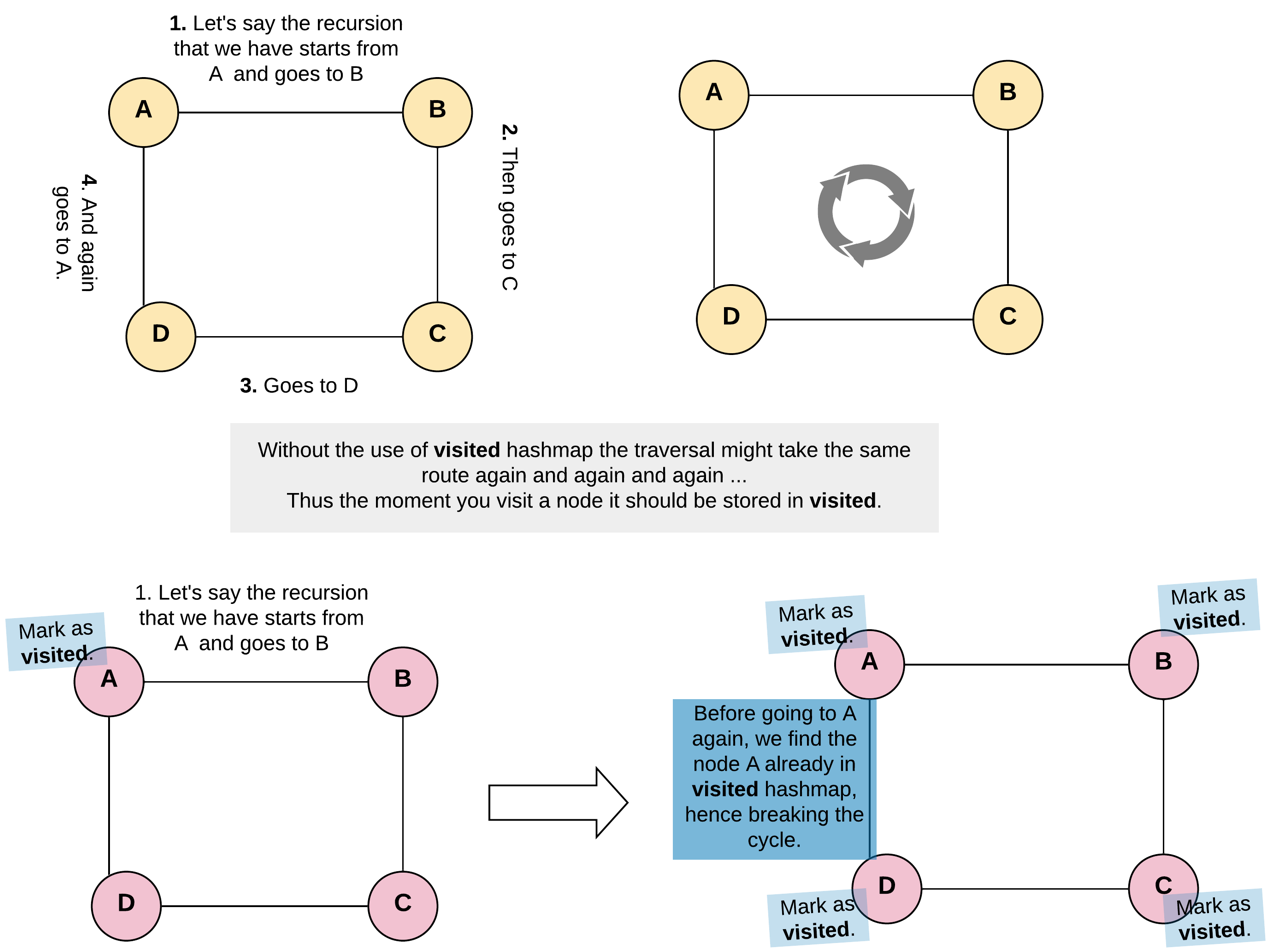 1. Let's say the recursion
that we have starts from
A and goes to B
A
B
2. Then goes to C
4. And again
goes to A.
D
C
3. Goes to D
A
B
D
C
Without the use of visited hashmap the traversal might take the same
route again and again and again ...
Thus the moment you visit a node it should be stored in visited.
1. Let's say the recursion
that we have starts from
A and goes to B
Mark as
visited.
A
B
D
C
Mark as
visited.
A
Mark as
visited.
B
Before going to A
again, we find the
node A already in
visited hashmap,
hence breaking the
cycle.
D
Mark as
visited.
C
Mark as
visited.